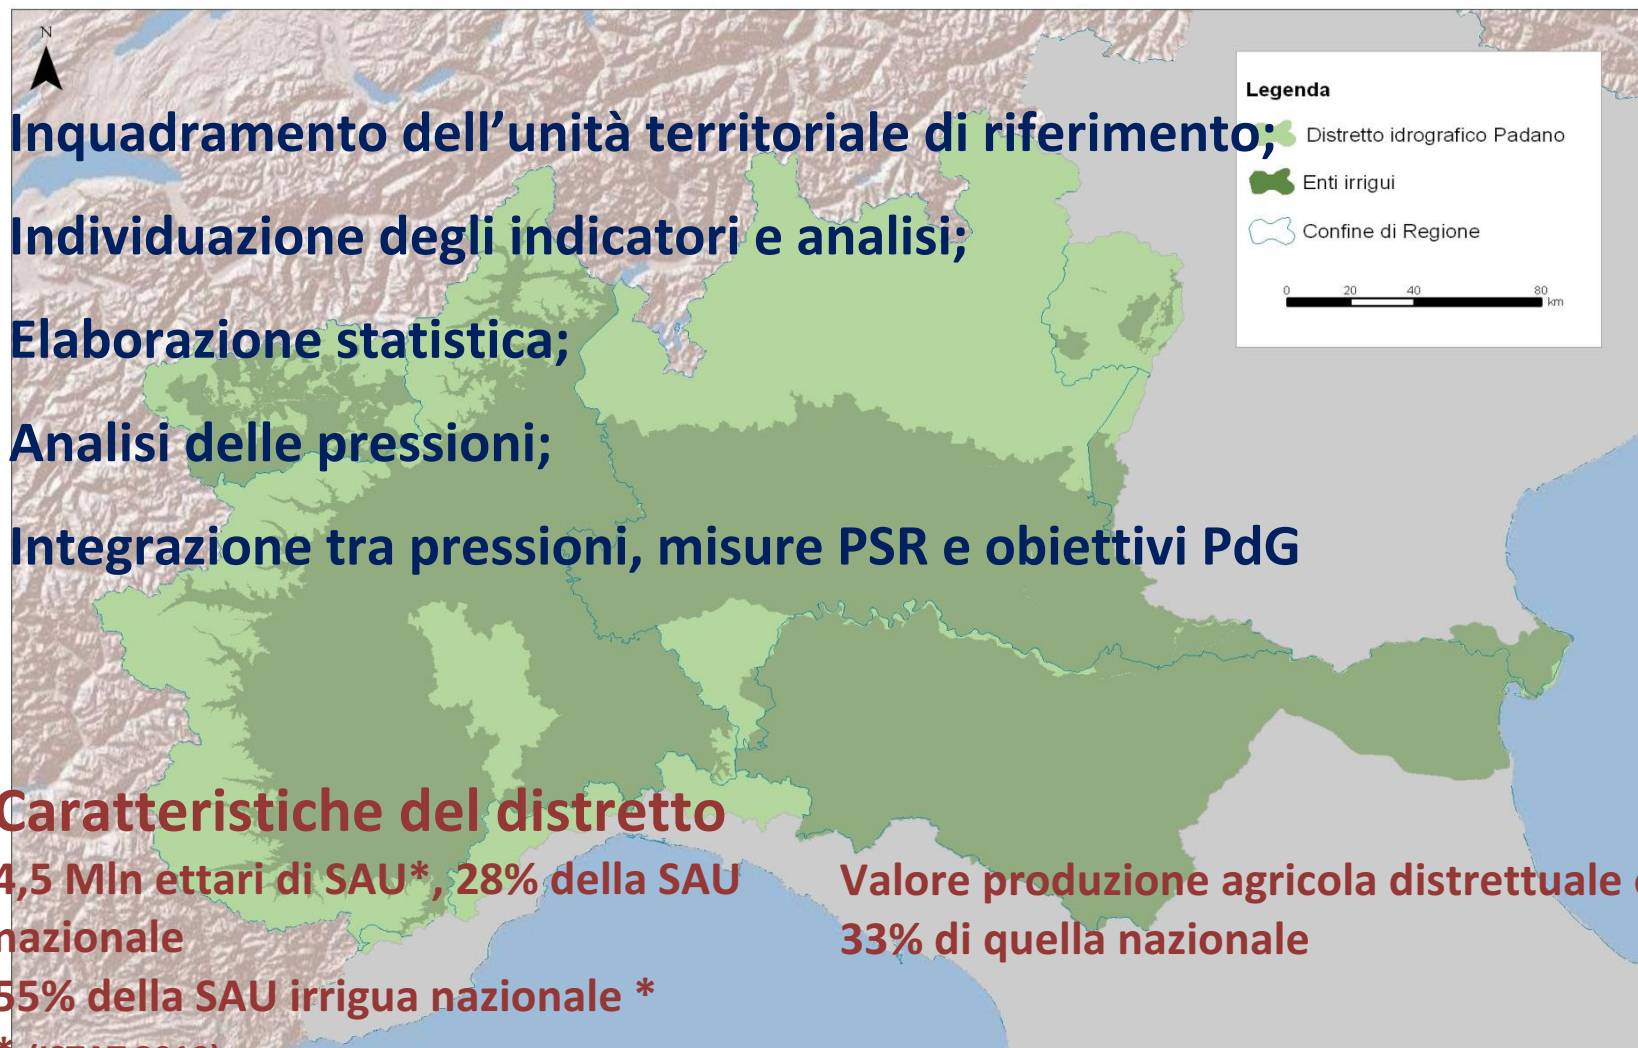 N
Inquadramento dell’unità territoriale di riferimento;
Individuazione degli indicatori e analisi;
Elaborazione statistica;
Analisi delle pressioni;
Integrazione tra pressioni, misure PSR e obiettivi PdG
Legenda
Distretto idrografico Padano
Enti irrigui
Confine di Regione
0 20 40 80
km
Caratteristiche del distretto
4,5 Mln ettari di SAU*, 28% della SAU
nazionale
55% della SAU irrigua nazionale *
Valore produzione agricola distrettuale
33% di quella nazionale